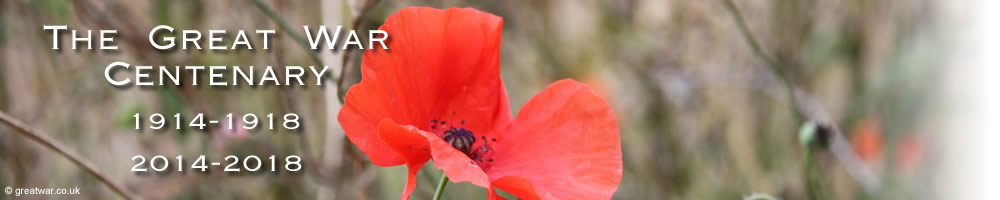 The Great War
Centenary
1914-1918
2014-2018
© greatwar.co.uk